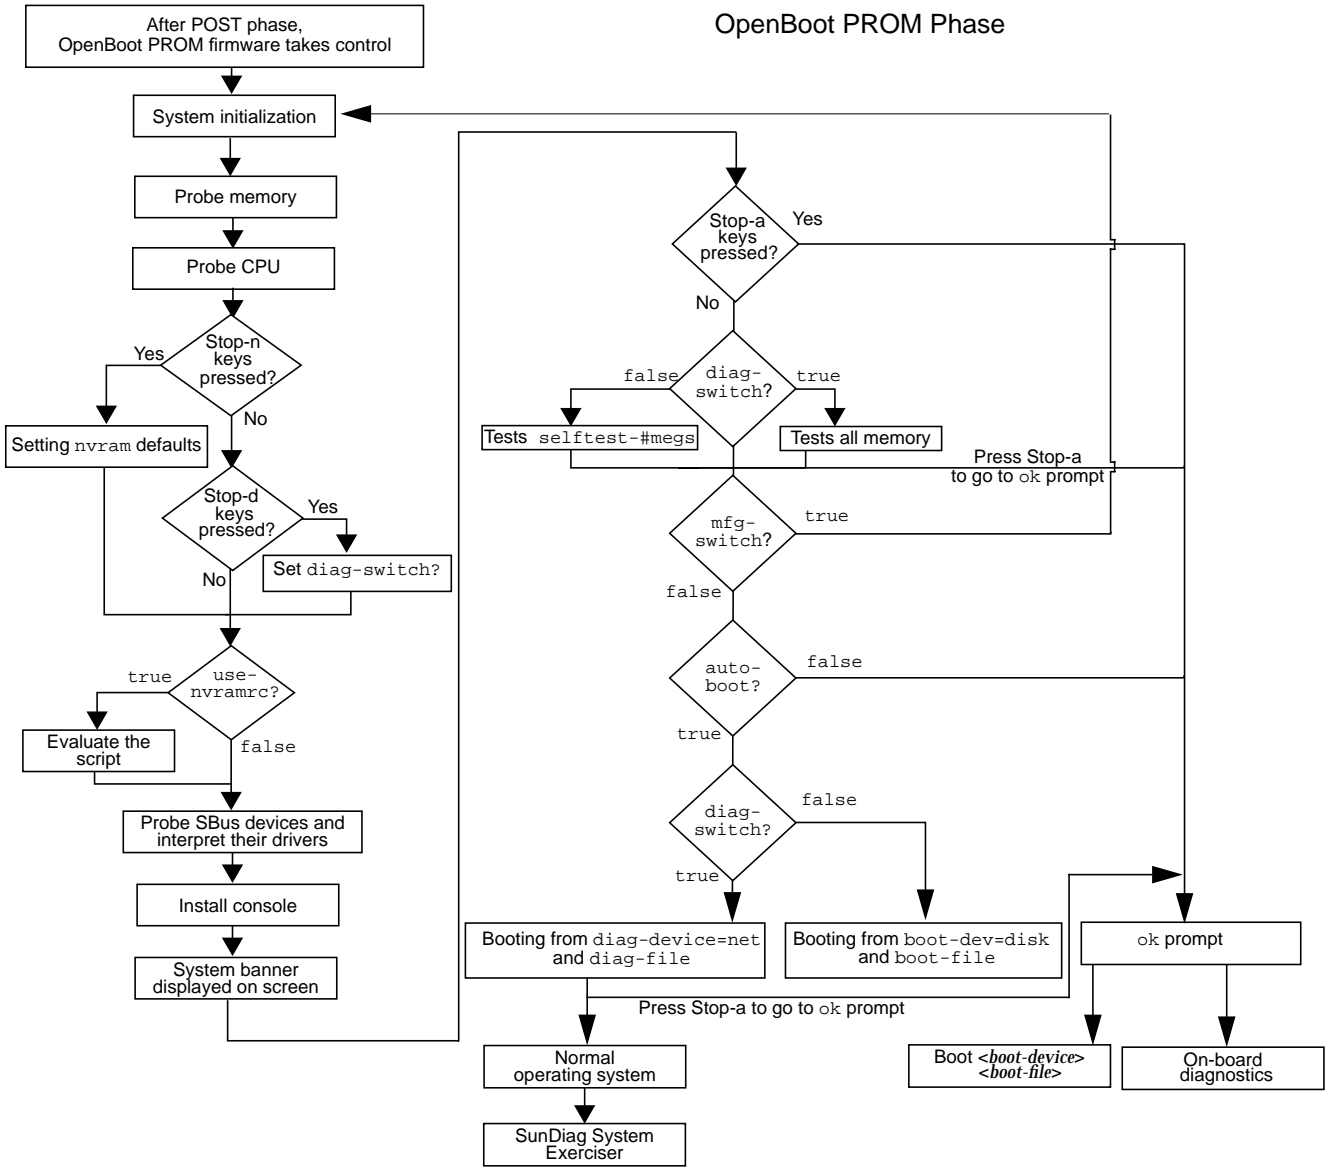 OpenBoot PROM Phase
After POST phase,
OpenBoot PROM firmware takes control
System initialization
Probe memory
Probe CPU
Stop-n
keys
pressed?
Yes
No
Setting nvram defaults
Stop-d
keys
pressed?
Yes
No
Set diag-switch?
use-
nvramrc?
true
false
Evaluate the
script
Probe SBus devices and
interpret their drivers
Install console
System banner
displayed on screen
Stop-a
keys
pressed?
Yes
No
diag-
switch?
false
true
Tests selftest-#megs
Tests all memory
Press Stop-a
to go to ok prompt
mfg-
switch?
true
false
auto-
boot?
false
true
diag-
switch?
false
true
Booting from diag-device=net
and diag-file
Booting from boot-dev=disk
and boot-file
ok prompt
Press Stop-a to go to ok prompt
Normal
operating system
SunDiag System
Exerciser
Boot <boot-device>
<boot-file>
On-board
diagnostics